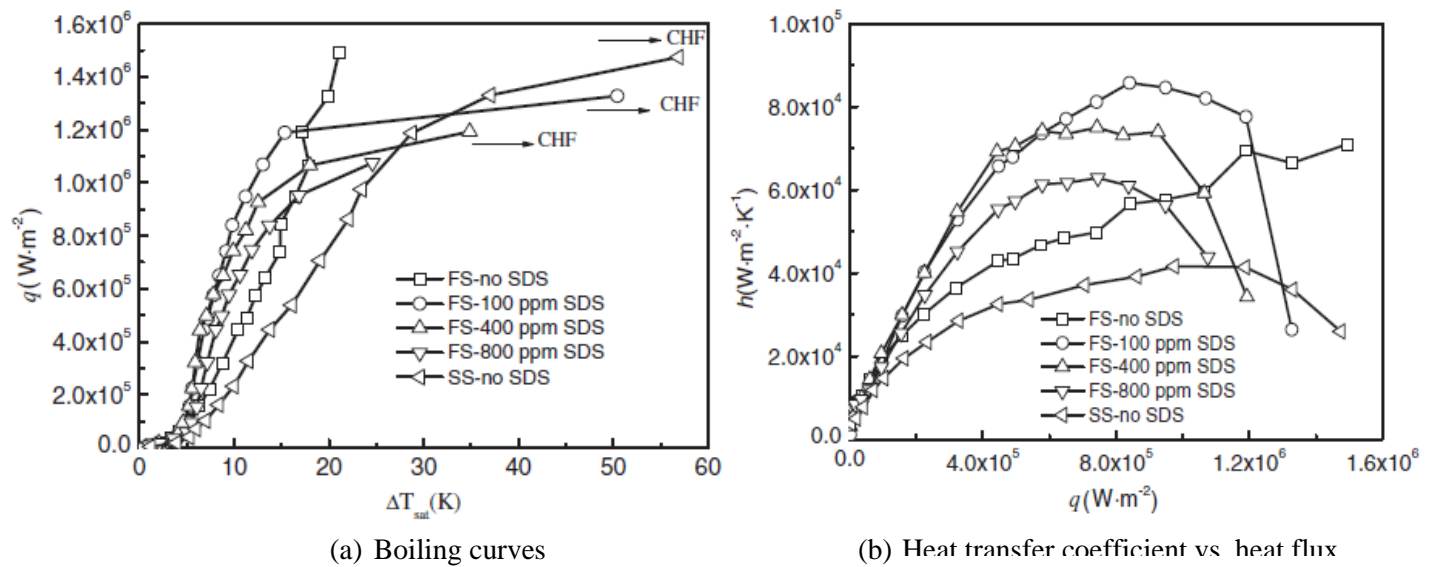 1.6x10⁶
1.4x10⁶
1.2x10⁶
1.0x10⁶
8.0x10⁵
6.0x10⁵
4.0x10⁵
2.0x10⁵
0.0
q (W·m⁻²)
CHF
CHF
CHF
FS-no SDS
FS-100 ppm SDS
FS-400 ppm SDS
FS-800 ppm SDS
SS-no SDS
0 10 20 30 40 50 60
ΔTsat(K)
(a) Boiling curves
1.0x10⁵
8.0x10⁴
6.0x10⁴
4.0x10⁴
2.0x10⁴
0.0
h(W·m⁻²·K⁻¹)
FS-no SDS
FS-100 ppm SDS
FS-400 ppm SDS
FS-800 ppm SDS
SS-no SDS
0.0 4.0x10⁵ 8.0x10⁵ 1.2x10⁶ 1.6x10⁶
q (W·m⁻²)
(b) Heat transfer coefficient vs. heat flux